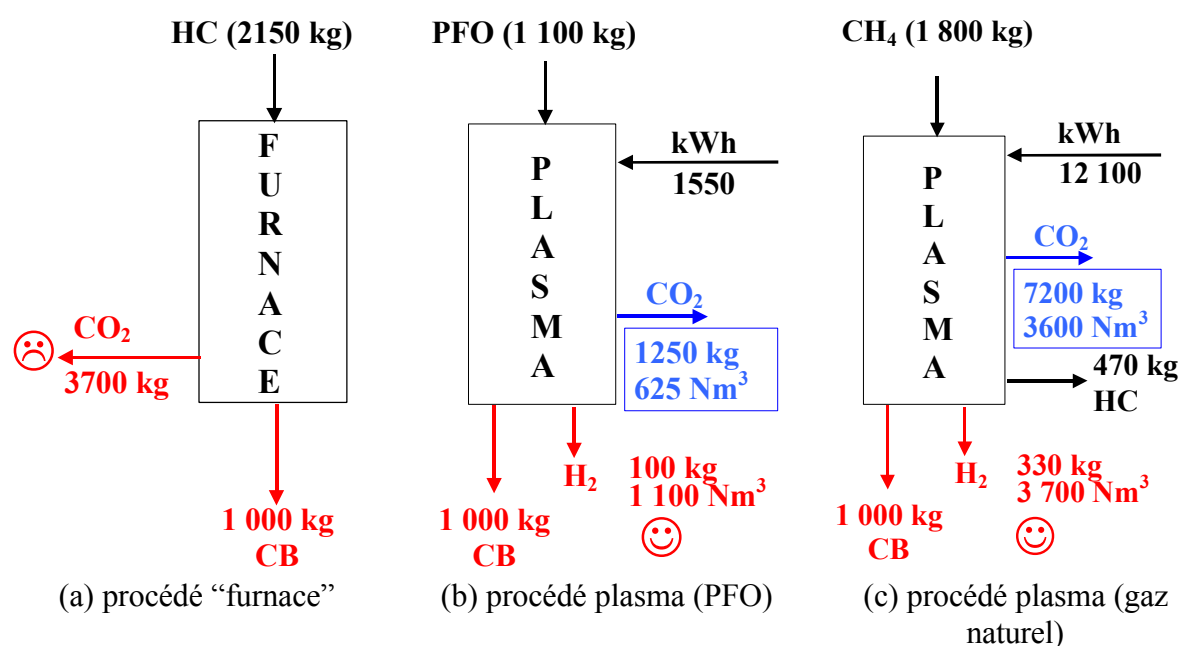 HC (2150 kg)
FURNACE
CO₂
3700 kg
1 000 kg
CB
(a) procédé “furnace”
PFO (1 100 kg)
PLASMA
kWh
1550
CO₂
1250 kg
625 Nm³
H₂
100 kg
1 100 Nm³
1 000 kg
CB
(b) procédé plasma (PFO)
CH₄ (1 800 kg)
PLASMA
kWh
12 100
CO₂
7200 kg
3600 Nm³
470 kg
HC
H₂
330 kg
3 700 Nm³
1 000 kg
CB
(c) procédé plasma (gaz
naturel)